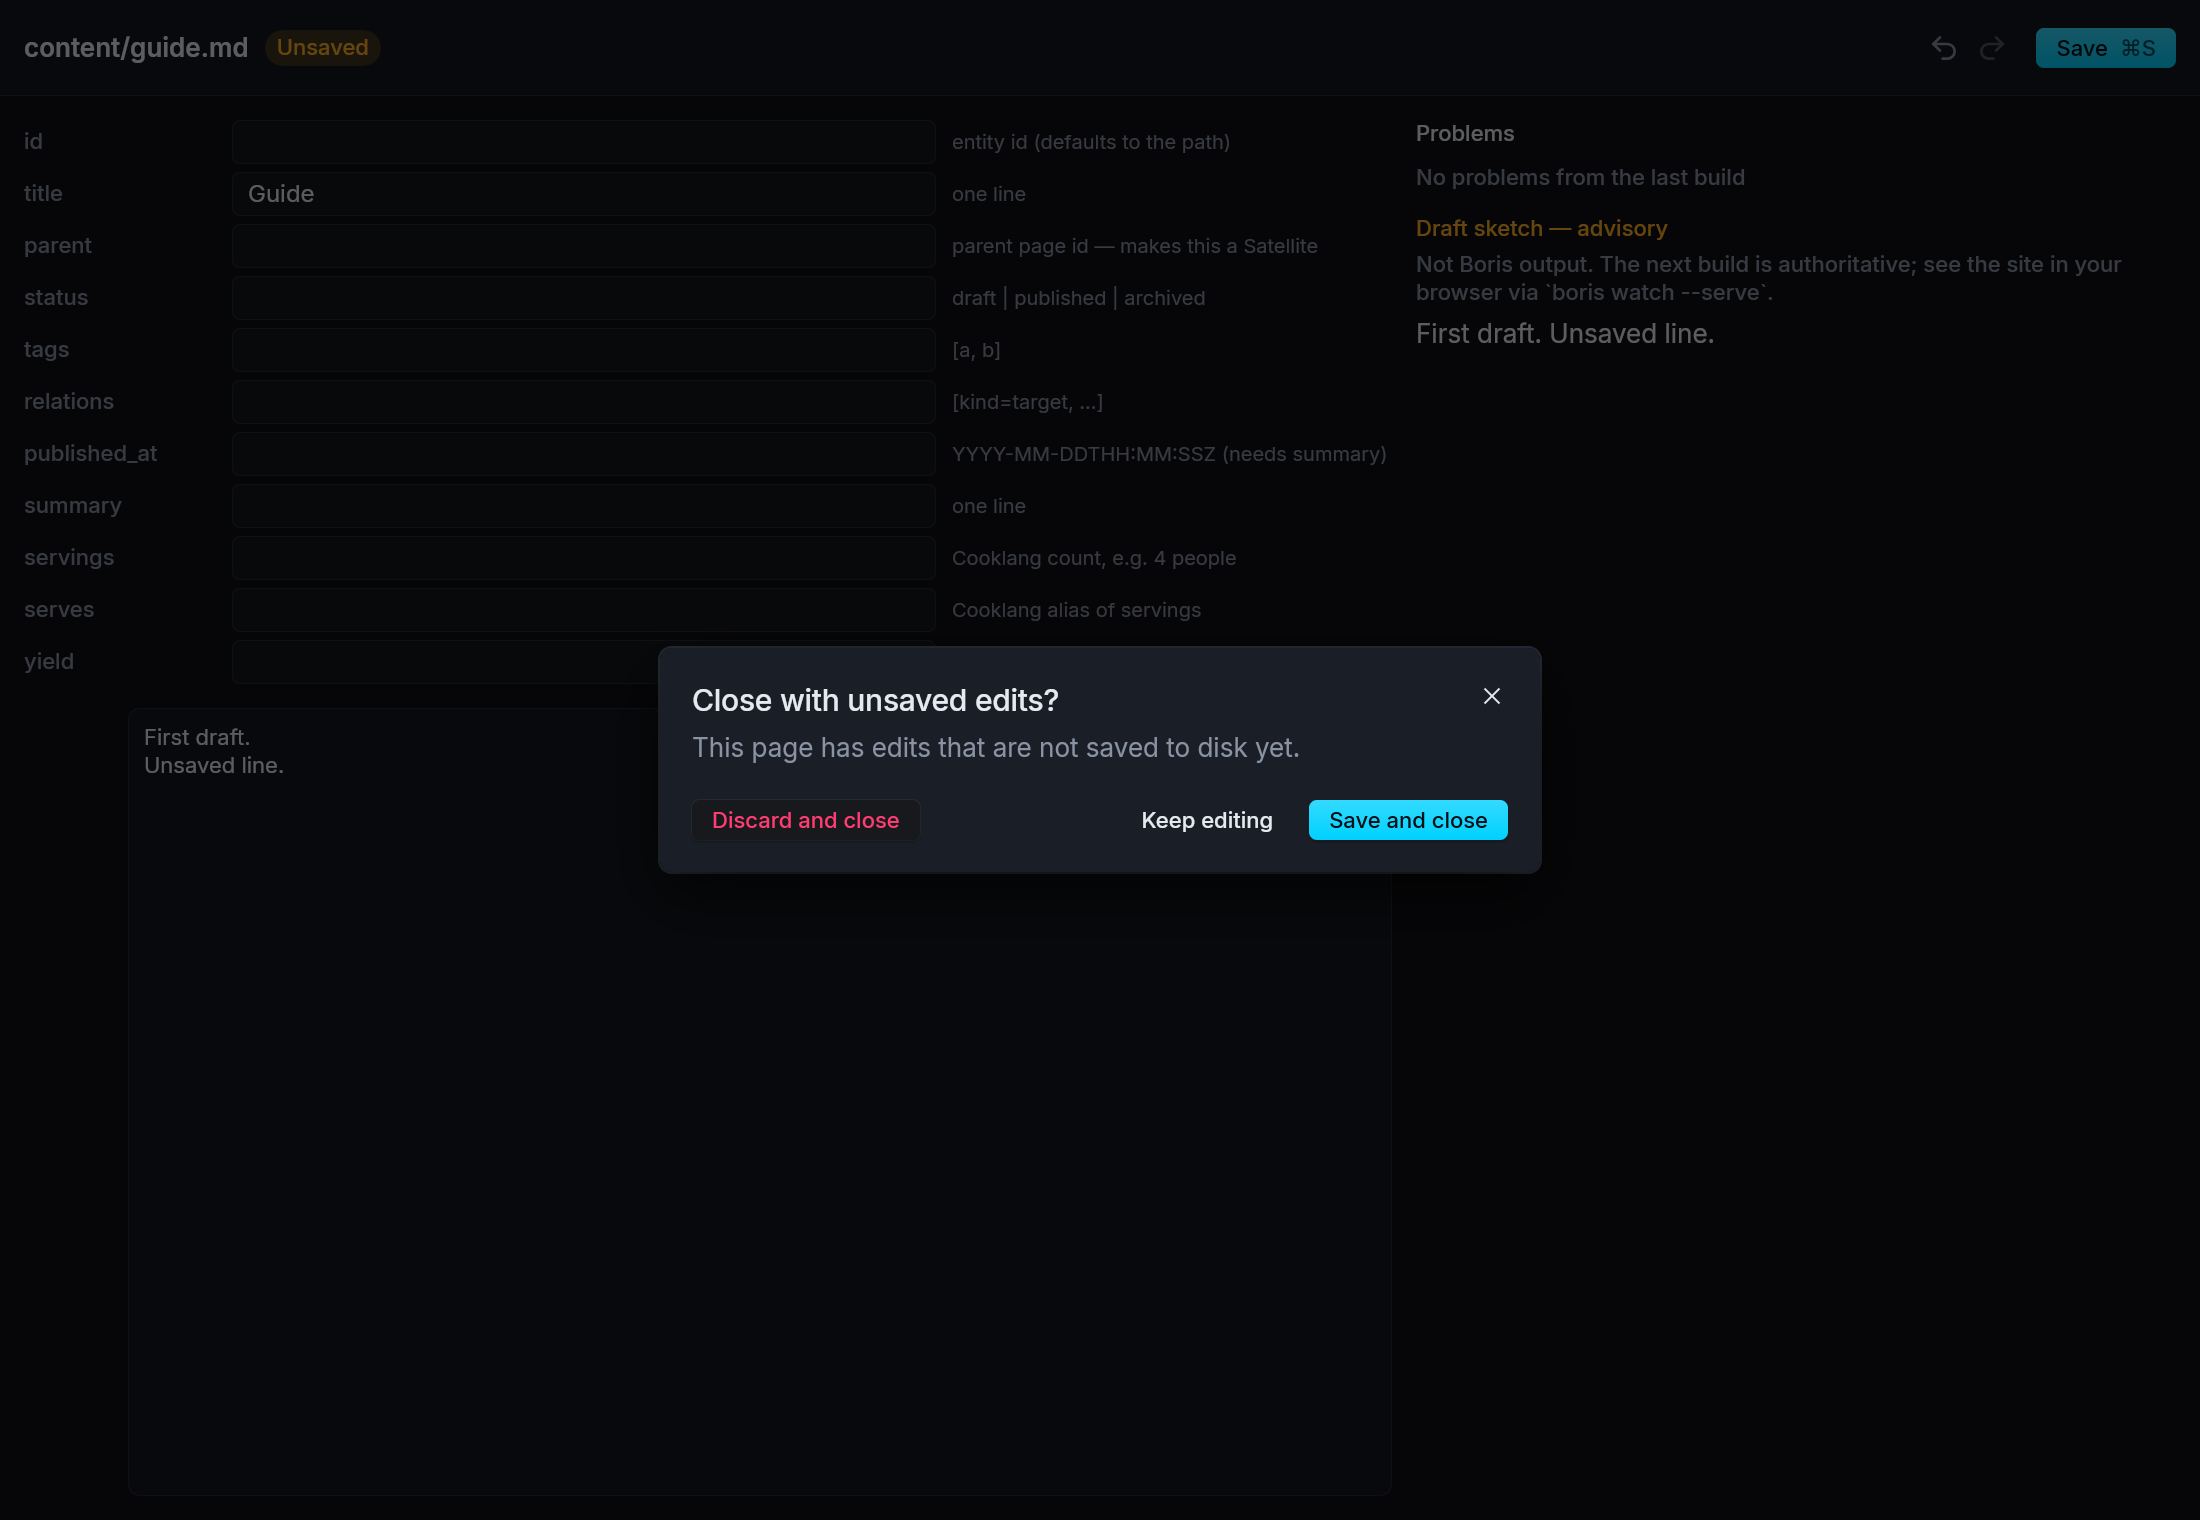 content/guide.md Unsaved
Save ⌘S
id entity id (defaults to the path)
title Guide one line
parent parent page id — makes this a Satellite
status draft | published | archived
tags [a, b]
relations [kind=target, ...]
published_at YYYY-MM-DDTHH:MM:SSZ (needs summary)
summary one line
servings Cooklang count, e.g. 4 people
serves Cooklang alias of servings
yield
First draft.
Unsaved line.
Problems
No problems from the last build
Draft sketch — advisory
Not Boris output. The next build is authoritative; see the site in your
browser via `boris watch --serve`.
First draft. Unsaved line.
Close with unsaved edits?
This page has edits that are not saved to disk yet.
Discard and close
Keep editing
Save and close